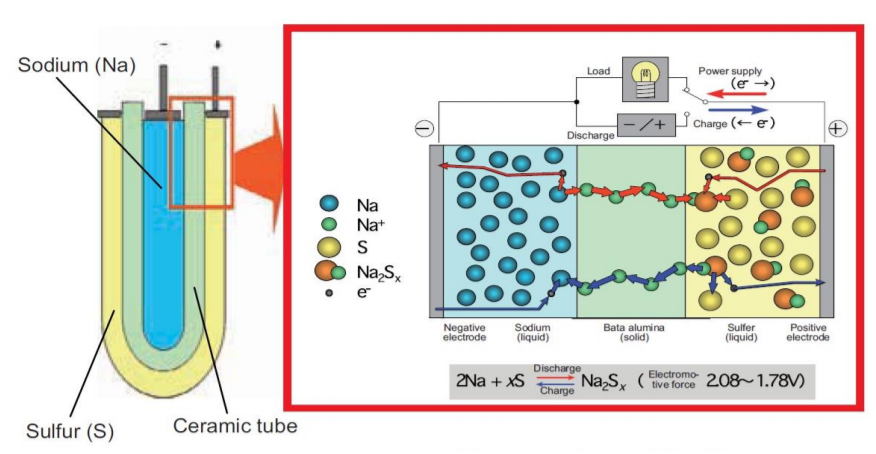 - +
Sodium (Na)
Sulfur (S)
Ceramic tube
Load
Power supply
(e⁻ →)
Discharge
- / +
Charge (← e⁻)
−
+
Na
Na⁺
S
Na₂Sₓ
e⁻
Negative
electrode
Sodium
(liquid)
Bata alumina
(solid)
Sulfer
(liquid)
Positive
electrode
2Na + xS Discharge Charge Na₂Sₓ ( Electromo-
tive force 2.08~1.78V)